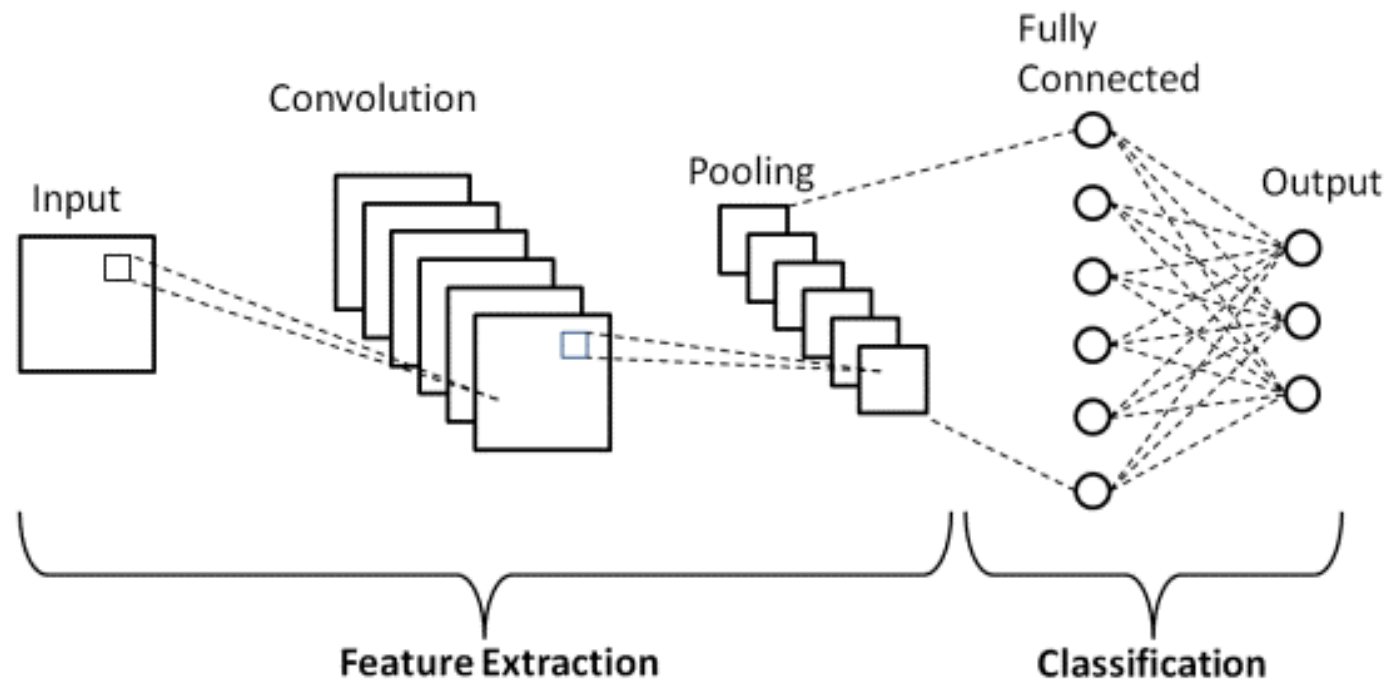 Input
Convolution
Pooling
Fully
Connected
Output
Feature Extraction
Classification